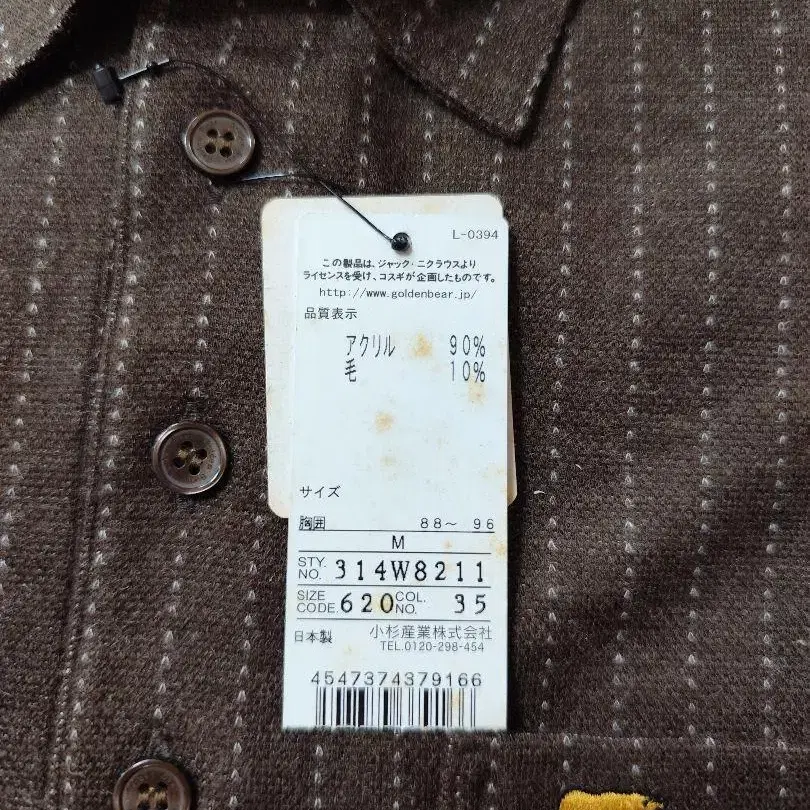 L-0394
この製品は、ジャック・ニクラウスより
ライセンスを受け、コスギが企画したものです。
http://www.goldenbear.jp/
品質表示
アクリル 90%
毛 10%
サイズ
胸囲 88～ 96
M
STY. NO. 314W8211
SIZE CODE. 620 COL. NO. 35
日本製 小杉産業株式会社
TEL.0120-298-454
4547374379166